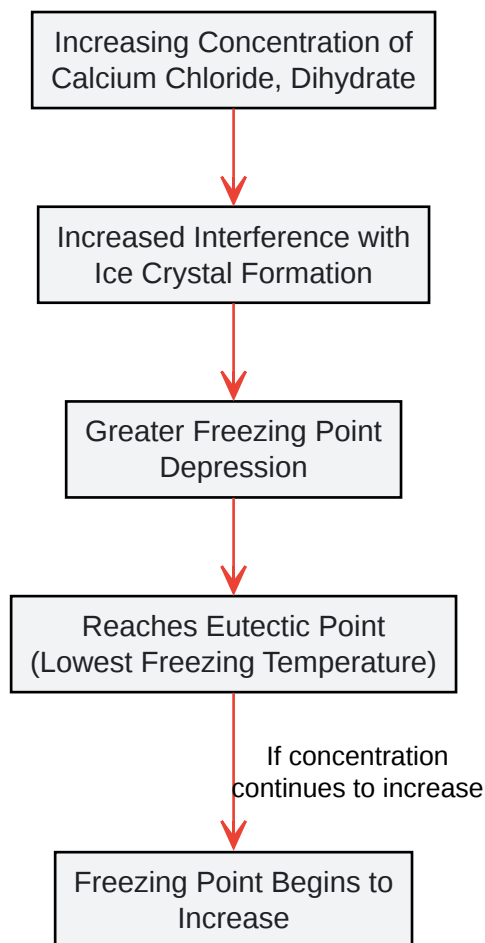 Increasing Concentration of
Calcium Chloride, Dihydrate
Increased Interference with
Ice Crystal Formation
Greater Freezing Point
Depression
Reaches Eutectic Point
(Lowest Freezing Temperature)
If concentration
continues to increase
Freezing Point Begins to
Increase